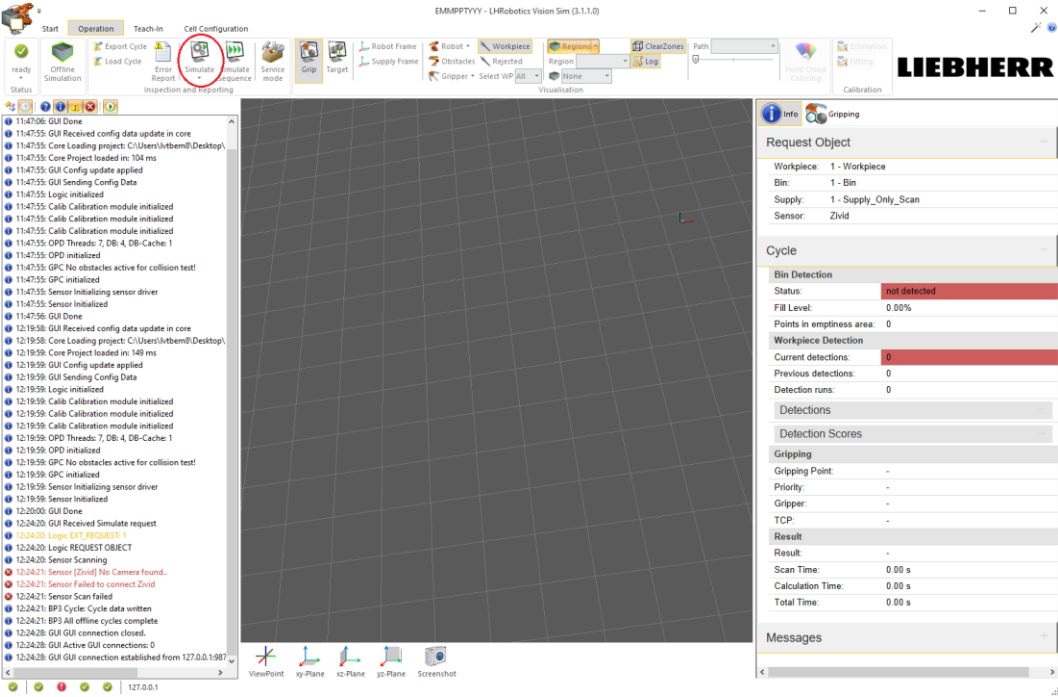 EMMPPTYYY - LHRobotics Vision Sim (3.1.1.0)
Start Operation Teach-In Cell Configuration
ready
Status
Offline Simulation
Export Cycle
Load Cycle
Error Report
Simulate
Simulate Sequence
Service mode
Inspection and Reporting
Grip
Target
Robot Frame
Supply Frame
Robot
Obstacles
Gripper
Workpiece
Rejected
Select WP All
Regions
Region
None
ClearZones
Log
Path
Visualisation
Point Cloud Coloring
Estimation
Fitting
Calibration
LIEBHERR
11:47:06: GUI Done
11:47:55: GUI Received config data update in core
11:47:55: Core Loading project: C:\Users\lvtbem8\Desktop\
11:47:55: Core Project loaded in: 104 ms
11:47:55: GUI Config update applied
11:47:55: GUI Sending Config Data
11:47:55: Logic initialized
11:47:55: Calib Calibration module initialized
11:47:55: Calib Calibration module initialized
11:47:55: Calib Calibration module initialized
11:47:55: OPD Threads: 7, DB: 4, DB-Cache: 1
11:47:55: OPD initialized
11:47:55: GPC No obstacles active for collision test!
11:47:55: GPC initialized
11:47:55: Sensor Initializing sensor driver
11:47:55: Sensor Initialized
11:47:56: GUI Done
12:19:58: GUI Received config data update in core
12:19:58: Core Loading project: C:\Users\lvtbem8\Desktop\
12:19:59: Core Project loaded in: 149 ms
12:19:59: GUI Config update applied
12:19:59: GUI Sending Config Data
12:19:59: Logic initialized
12:19:59: Calib Calibration module initialized
12:19:59: Calib Calibration module initialized
12:19:59: Calib Calibration module initialized
12:19:59: OPD Threads: 7, DB: 4, DB-Cache: 1
12:19:59: OPD initialized
12:19:59: GPC No obstacles active for collision test!
12:19:59: GPC initialized
12:19:59: Sensor Initializing sensor driver
12:19:59: Sensor Initialized
12:20:00: GUI Done
12:24:20: GUI Received Simulate request
12:24:20: Logic EXT_REQUEST: 1
12:24:20: Logic REQUEST OBJECT
12:24:20: Sensor Scanning
12:24:21: Sensor [Zivid] No Camera found..
12:24:21: Sensor Failed to connect Zivid
12:24:21: Sensor Scan failed
12:24:21: BP3 Cycle: Cycle data written
12:24:21: BP3 All offline cycles complete
12:24:28: GUI GUI connection closed.
12:24:28: GUI Active GUI connections: 0
12:24:28: GUI GUI connection established from 127.0.0.1:987
127.0.0.1
ViewPoint xy-Plane xz-Plane yz-Plane Screenshot
Info Gripping
Request Object
Workpiece: 1 - Workpiece
Bin: 1 - Bin
Supply: 1 - Supply_Only_Scan
Sensor: Zivid
Cycle
Bin Detection
Status: not detected
Fill Level: 0.00%
Points in emptiness area: 0
Workpiece Detection
Current detections: 0
Previous detections: 0
Detection runs: 0
Detections
Detection Scores
Gripping
Gripping Point: -
Priority: -
Gripper: -
TCP: -
Result
Result: -
Scan Time: 0.00 s
Calculation Time: 0.00 s
Total Time: 0.00 s
Messages